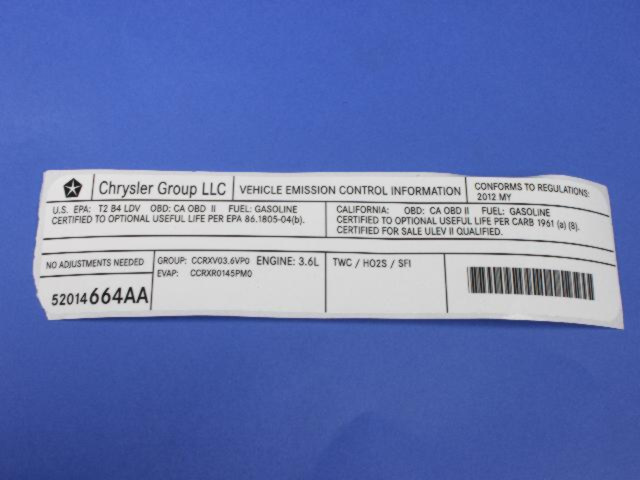 Chrysler Group LLC
VEHICLE EMISSION CONTROL INFORMATION
CONFORMS TO REGULATIONS:
2012 MY
U.S. EPA: T2 B4 LDV OBD: CA OBD II FUEL: GASOLINE
CERTIFIED TO OPTIONAL USEFUL LIFE PER EPA 86.1805-04(b).
CALIFORNIA: OBD: CA OBD II FUEL: GASOLINE
CERTIFIED TO OPTIONAL USEFUL LIFE PER CARB 1961 (a) (8).
CERTIFIED FOR SALE ULEV II QUALIFIED.
NO ADJUSTMENTS NEEDED
52014664AA
GROUP: CCRXV03.6VP0 ENGINE: 3.6L
EVAP: CCRXR0145PM0
TWC / HO2S / SFI